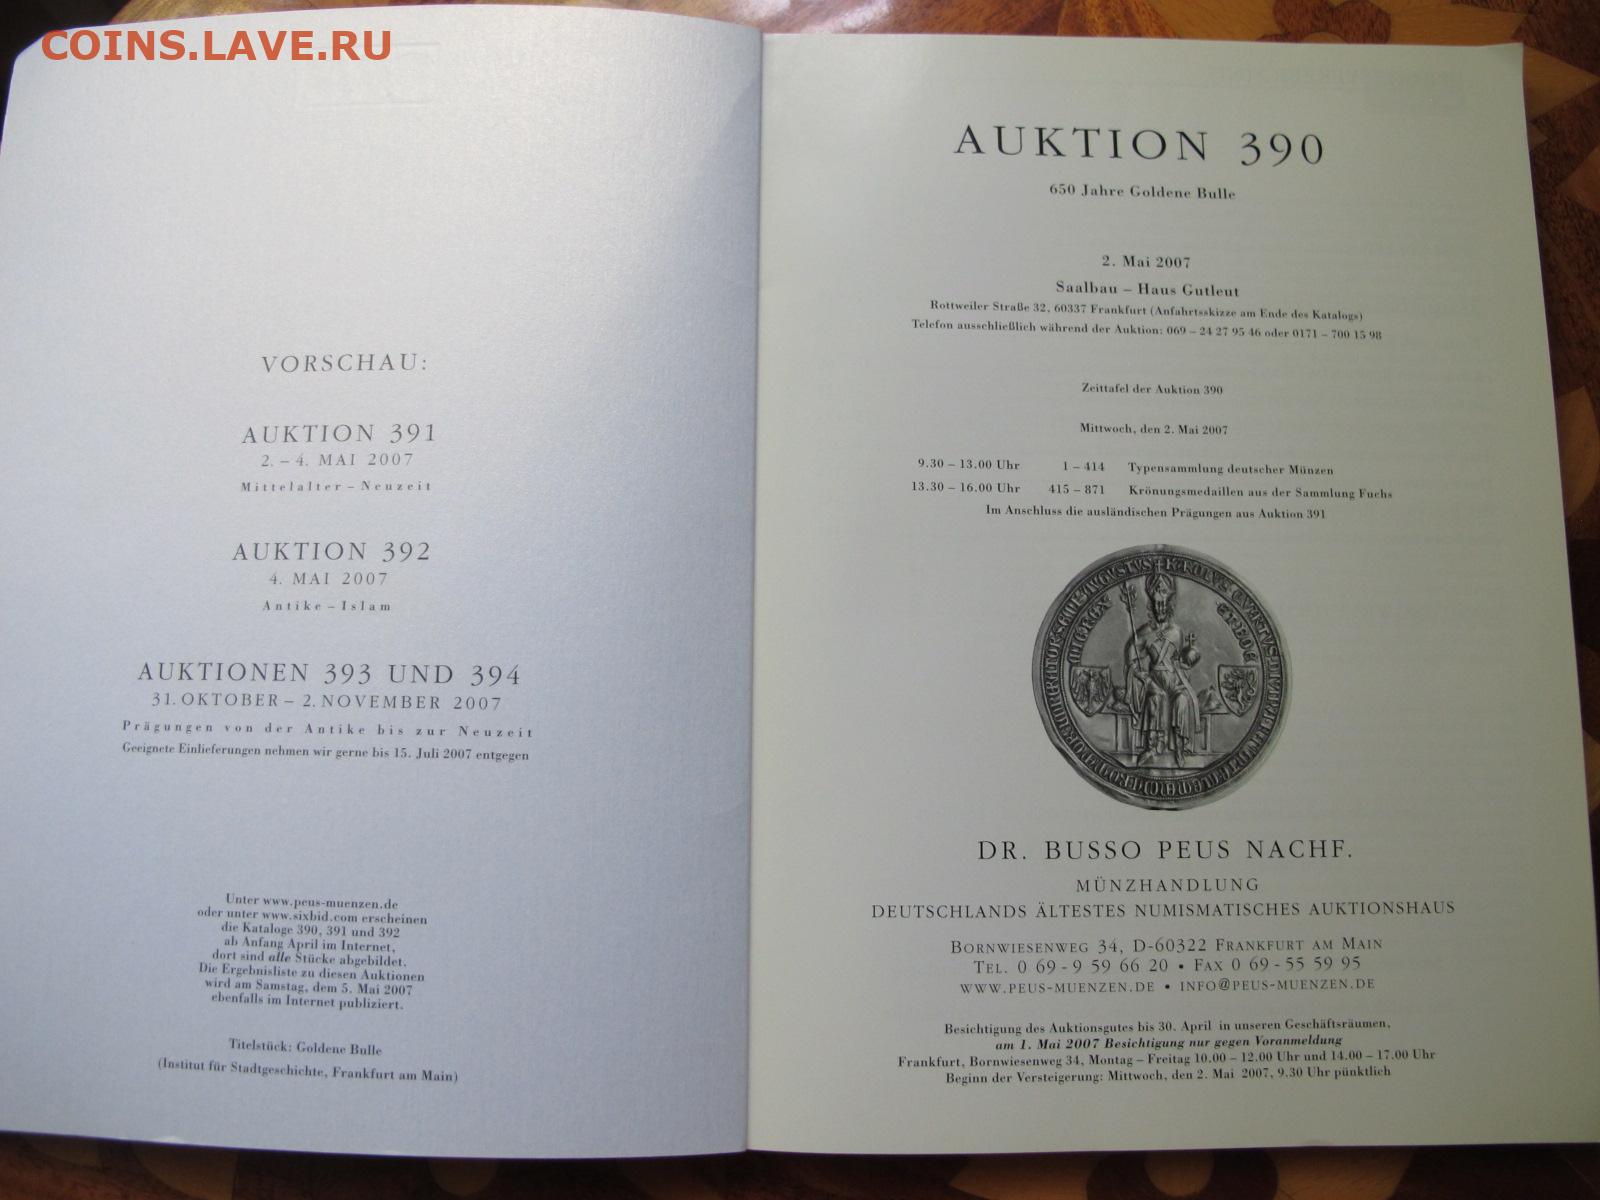 COINS.LAVE.RU
VORSCHAU:
AUKTION 391
2. – 4. MAI 2007
Mittelalter – Neuzeit
AUKTION 392
4. MAI 2007
Antike – Islam
AUKTIONEN 393 UND 394
31. OKTOBER – 2. NOVEMBER 2007
Prägungen von der Antike bis zur Neuzeit
Geeignete Einlieferungen nehmen wir gerne bis 15. Juli 2007 entgegen
Unter www.peus-muenzen.de
oder unter www.sixbid.com erscheinen
die Kataloge 390, 391 und 392
ab Anfang April im Internet,
dort sind alle Stücke abgebildet.
Die Ergebnisliste zu diesen Auktionen
wird am Samstag, dem 5. Mai 2007
ebenfalls im Internet publiziert.
Titelstück: Goldene Bulle
(Institut für Stadtgeschichte, Frankfurt am Main)
AUKTION 390
650 Jahre Goldene Bulle
2. Mai 2007
Saalbau – Haus Gutleut
Rottweiler Straße 32, 60337 Frankfurt (Anfahrtsskizze am Ende des Katalogs)
Telefon ausschließlich während der Auktion: 069 – 24 27 95 46 oder 0171 – 700 15 98
Zeittafel der Auktion 390
Mittwoch, den 2. Mai 2007
9.30 – 13.00 Uhr 1 – 414 Typensammlung deutscher Münzen
13.30 – 16.00 Uhr 415 – 871 Krönungsmedaillen aus der Sammlung Fuchs
Im Anschluss die ausländischen Prägungen aus Auktion 391
DR. BUSSO PEUS NACHF.
MÜNZHANDLUNG
DEUTSCHLANDS ÄLTESTES NUMISMATISCHES AUKTIONSHAUS
BORNWIESENWEG 34, D-60322 FRANKFURT AM MAIN
TEL. 0 69 - 9 59 66 20 • FAX 0 69 - 55 59 95
WWW.PEUS-MUENZEN.DE • INFO@PEUS-MUENZEN.DE
Besichtigung des Auktionsgutes bis 30. April in unseren Geschäftsräumen,
am 1. Mai 2007 Besichtigung nur gegen Voranmeldung
Frankfurt, Bornwiesenweg 34, Montag – Freitag 10.00 – 12.00 Uhr und 14.00 – 17.00 Uhr
Beginn der Versteigerung: Mittwoch, den 2. Mai 2007, 9.30 Uhr pünktlich